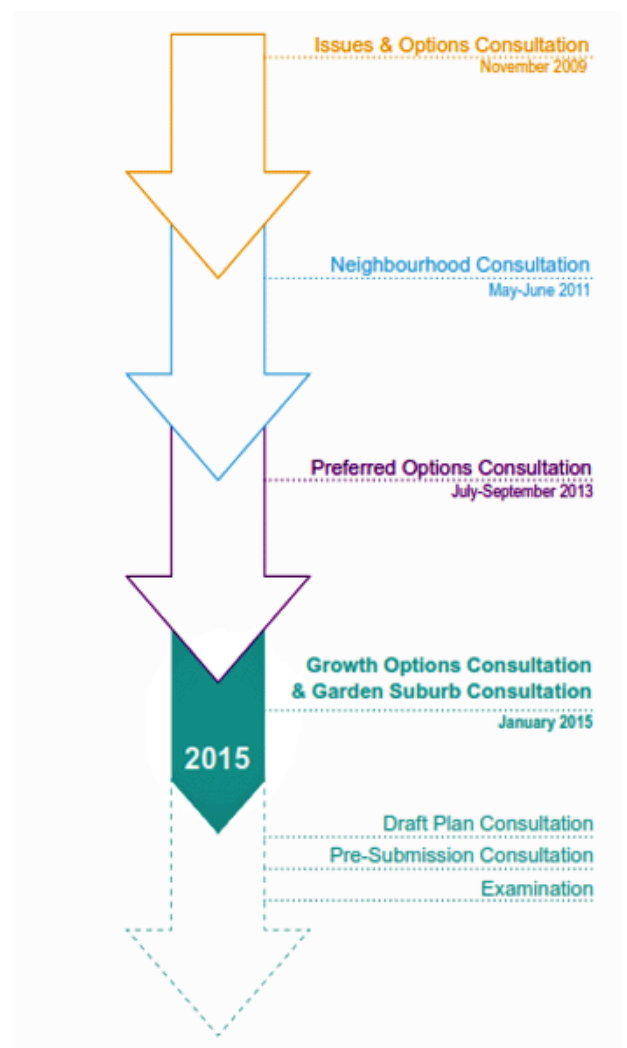 Issues & Options Consultation
November 2009
Neighbourhood Consultation
May-June 2011
Preferred Options Consultation
July-September 2013
Growth Options Consultation
& Garden Suburb Consultation
January 2015
2015
Draft Plan Consultation
Pre-Submission Consultation
Examination